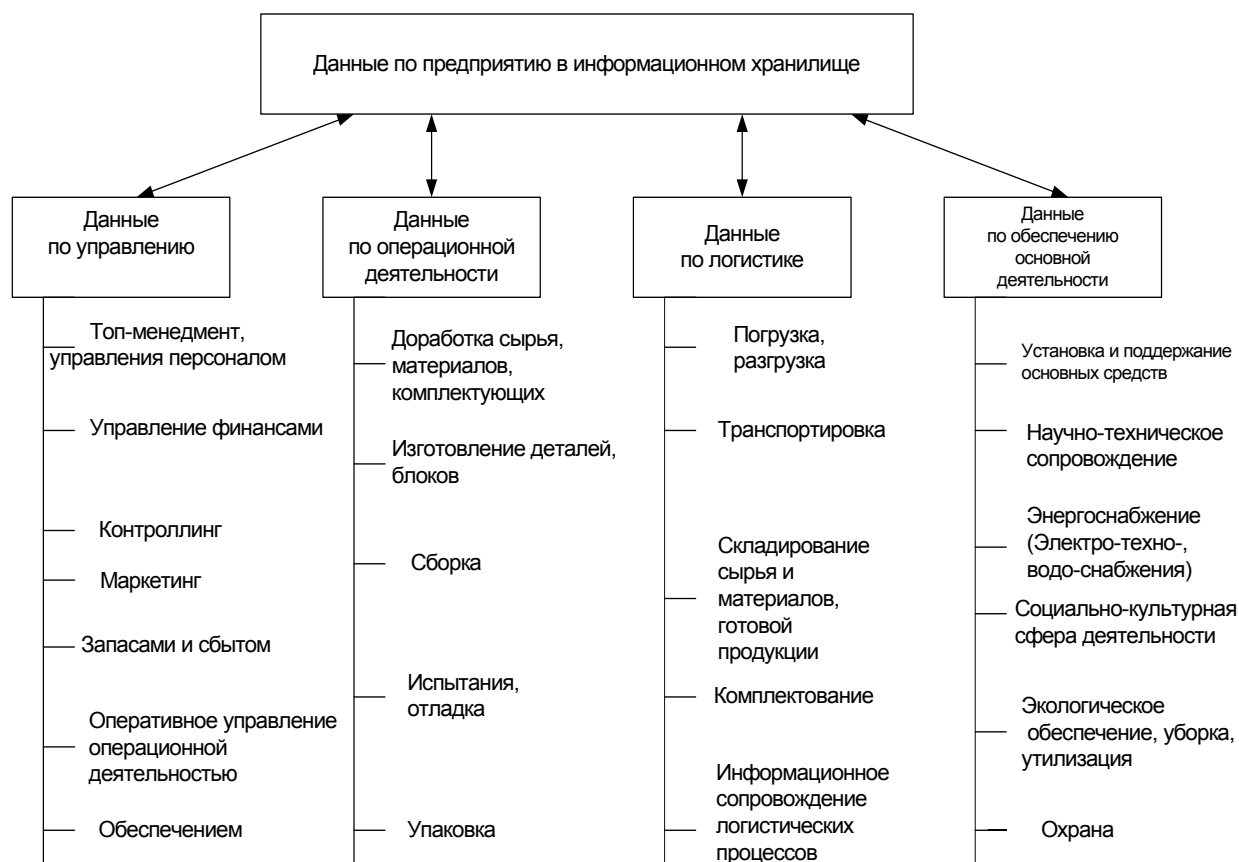 Данные по предприятию в информационном хранилище
Данные
по управлению
Топ-менедмент,
управления персоналом
Управление финансами
Контроллинг
Маркетинг
Запасами и сбытом
Оперативное управление
операционной
деятельностью
Обеспечением
Данные
по операционной
деятельности
Доработка сырья,
материалов,
комплектующих
Изготовление деталей,
блоков
Сборка
Испытания,
отладка
Упаковка
Данные
по логистике
Погрузка,
разгрузка
Транспортировка
Складирование
сырья и
материалов,
готовой
продукции
Комплектование
Информационное
сопровождение
логистических
процессов
Данные
по обеспечению
основной
деятельности
Установка и поддержание
основных средств
Научно-техническое
сопровождение
Энергоснабжение
(Электро-техно-,
водо-снабжения)
Социально-культурная
сфера деятельности
Экологическое
обеспечение, уборка,
утилизация
Охрана